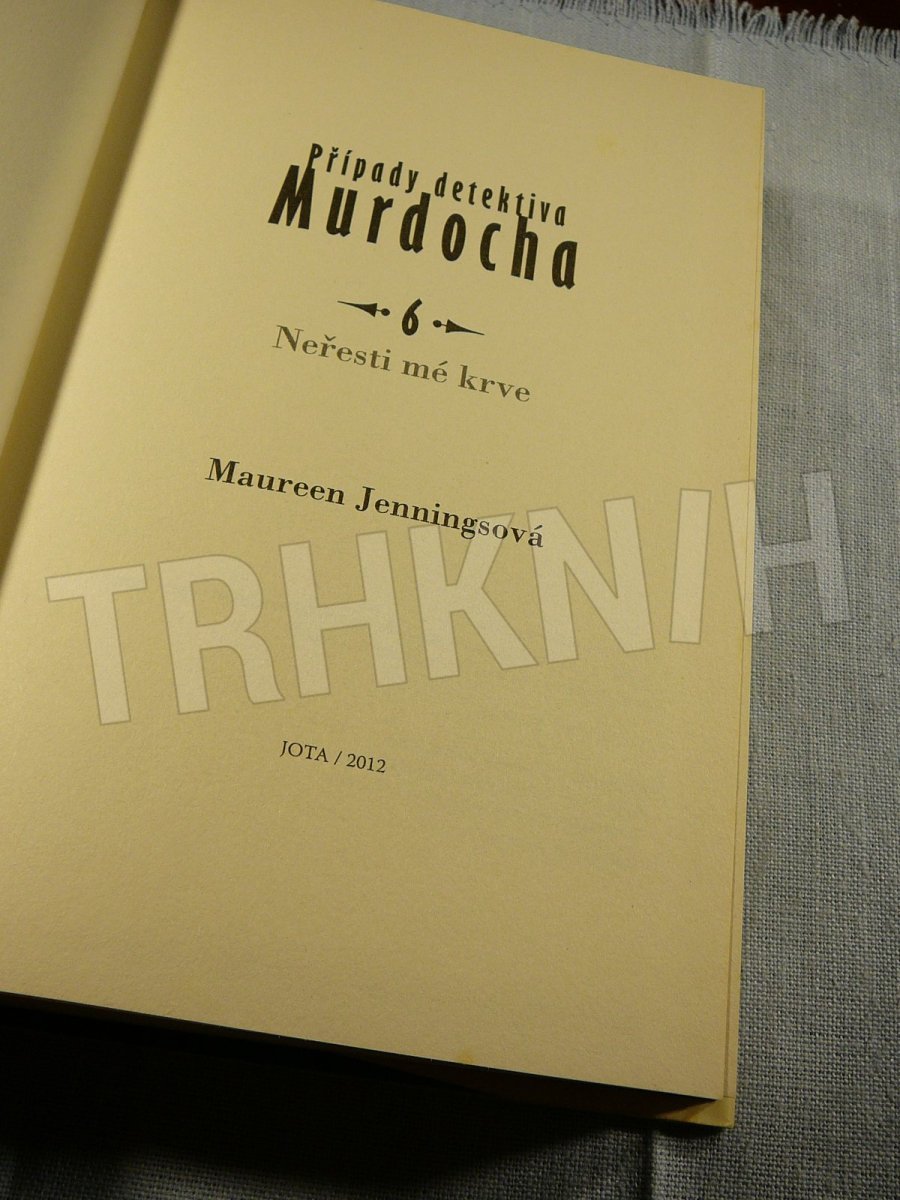 Případy detektiva
Murdocha
6
Neřesti mé krve
Maureen Jenningsová
TRHKNIH
JOTA / 2012